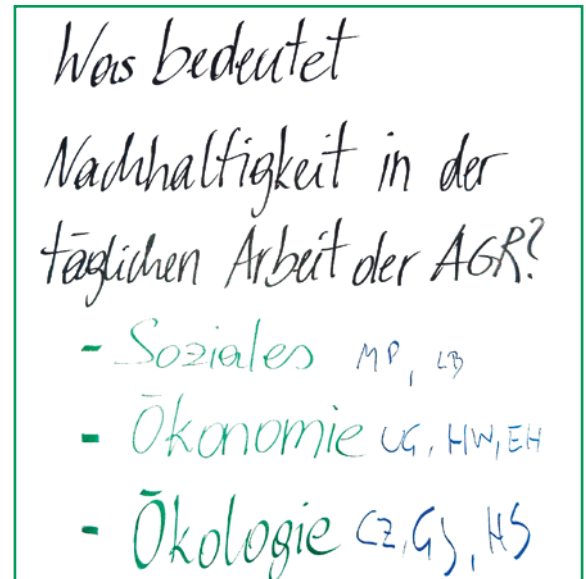 Was bedeutet
Nachhaltigkeit in der
täglichen Arbeit der AGR?
- Soziales MP, LB
- Ökonomie UG, HW, EH
- Ökologie CZ, GJ, HS